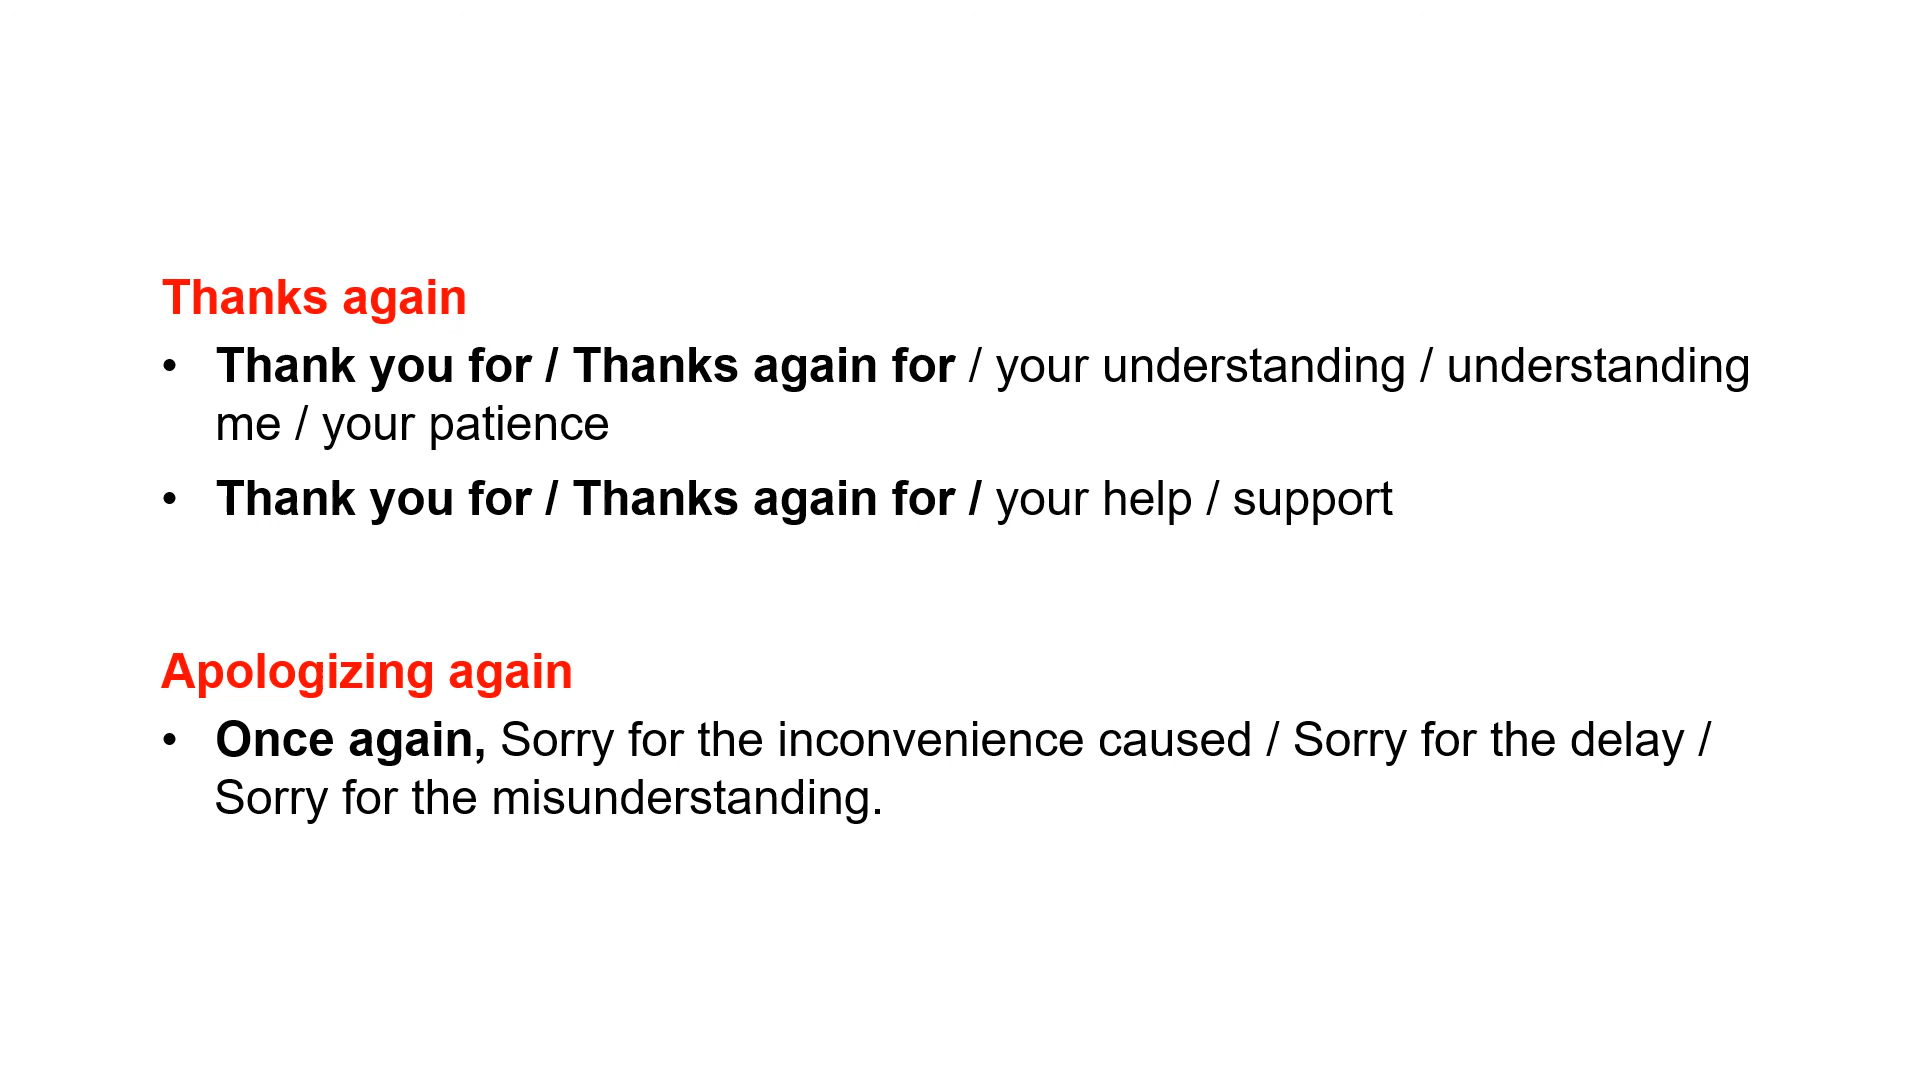 Thanks again
• Thank you for / Thanks again for / your understanding / understanding
me / your patience
• Thank you for / Thanks again for / your help / support
Apologizing again
• Once again, Sorry for the inconvenience caused / Sorry for the delay /
Sorry for the misunderstanding.